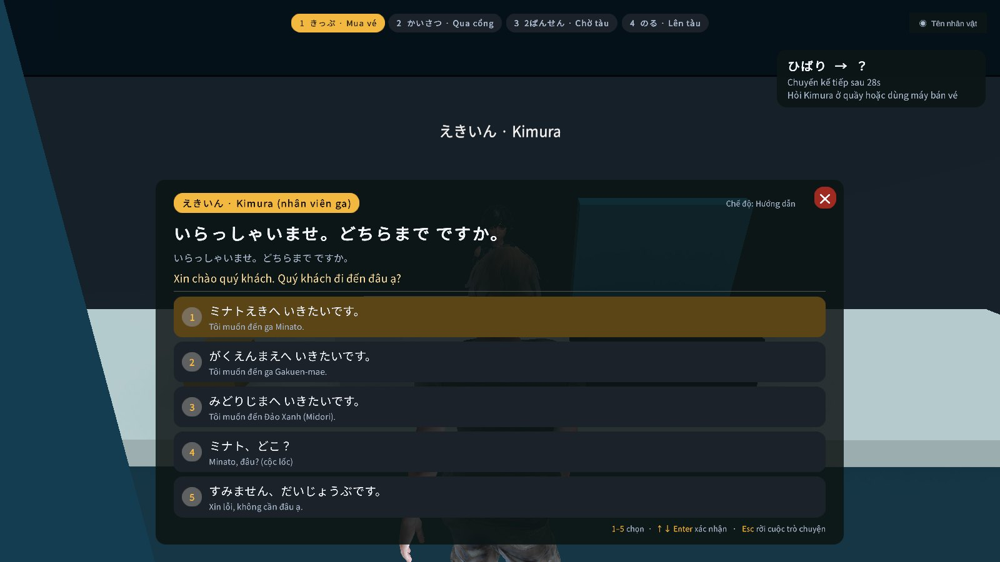 1 きっぷ · Mua vé
2 かいさつ · Qua cổng
3 2ばんせん · Chờ tàu
4 のる · Lên tàu
◉ Tên nhân vật
ひばり → ？
Chuyến kế tiếp sau 28s
Hỏi Kimura ở quầy hoặc dùng máy bán vé
えきいん · Kimura
えきいん · Kimura (nhân viên ga)
Chế độ: Hướng dẫn
いらっしゃいませ。どちらまで ですか。
いらっしゃいませ。どちらまで ですか。
Xin chào quý khách. Quý khách đi đến đâu ạ?
1
ミナトえきへ いきたいです。
Tôi muốn đến ga Minato.
2
がくえんまえへ いきたいです。
Tôi muốn đến ga Gakuen-mae.
3
みどりじまへ いきたいです。
Tôi muốn đến Đảo Xanh (Midori).
4
ミナト、どこ？
Minato, đâu? (cộc lốc)
5
すみません、だいじょうぶです。
Xin lỗi, không cần đâu ạ.
1–5 chọn · ↑↓ Enter xác nhận · Esc rời cuộc trò chuyện